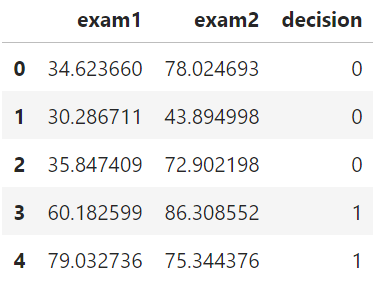 exam1 exam2 decision
0 34.623660 78.024693 0
1 30.286711 43.894998 0
2 35.847409 72.902198 0
3 60.182599 86.308552 1
4 79.032736 75.344376 1